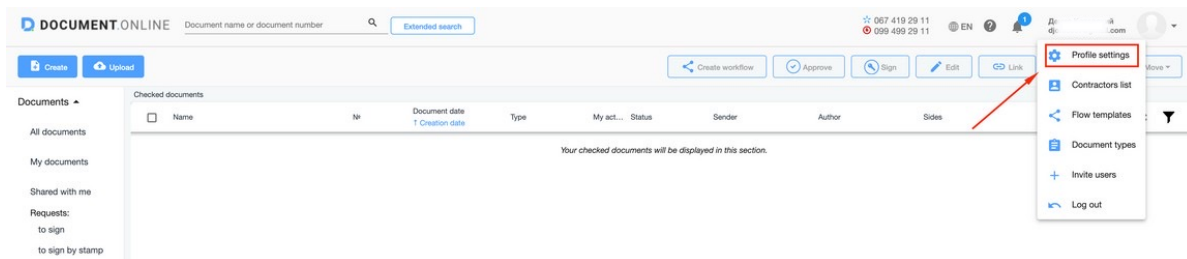 DOCUMENT.ONLINE
Document name or document number
Extended search
067 419 29 11
099 499 29 11
EN
1
.com
Create
Upload
Create workflow
Approve
Sign
Edit
Link
Move
Profile settings
Contractors list
Flow templates
Document types
Invite users
Log out
Documents
All documents
My documents
Shared with me
Requests:
to sign
to sign by stamp
Checked documents
Name
№
Document date
↑ Creation date
Type
My act...
Status
Sender
Author
Sides
Your checked documents will be displayed in this section.